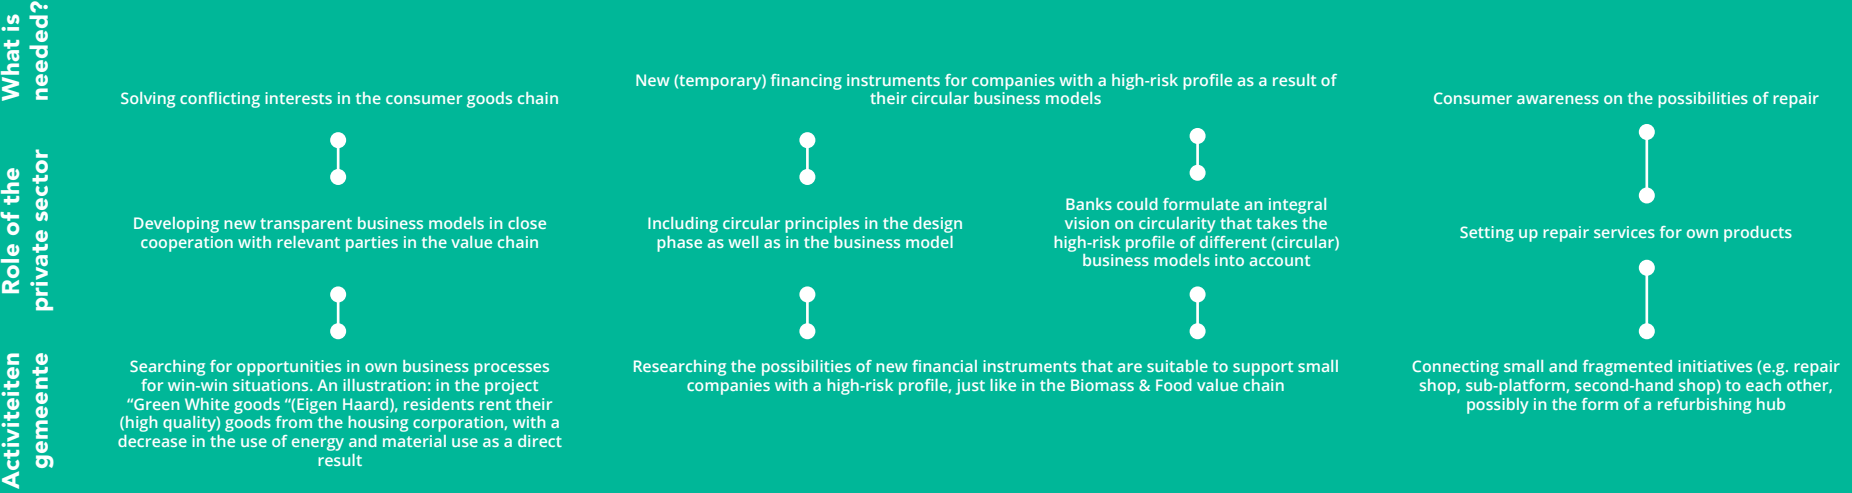 What is
needed?
Solving conflicting interests in the consumer goods chain
New (temporary) financing instruments for companies with a high-risk profile as a result of
their circular business models
Consumer awareness on the possibilities of repair
Role of the
private sector
Developing new transparent business models in close
cooperation with relevant parties in the value chain
Including circular principles in the design
phase as well as in the business model
Banks could formulate an integral
vision on circularity that takes the
high-risk profile of different (circular)
business models into account
Setting up repair services for own products
Activiteiten
gemeente
Searching for opportunities in own business processes
for win-win situations. An illustration: in the project
“Green White goods “(Eigen Haard), residents rent their
(high quality) goods from the housing corporation, with a
decrease in the use of energy and material use as a direct
result
Researching the possibilities of new financial instruments that are suitable to support small
companies with a high-risk profile, just like in the Biomass & Food value chain
Connecting small and fragmented initiatives (e.g. repair
shop, sub-platform, second-hand shop) to each other,
possibly in the form of a refurbishing hub